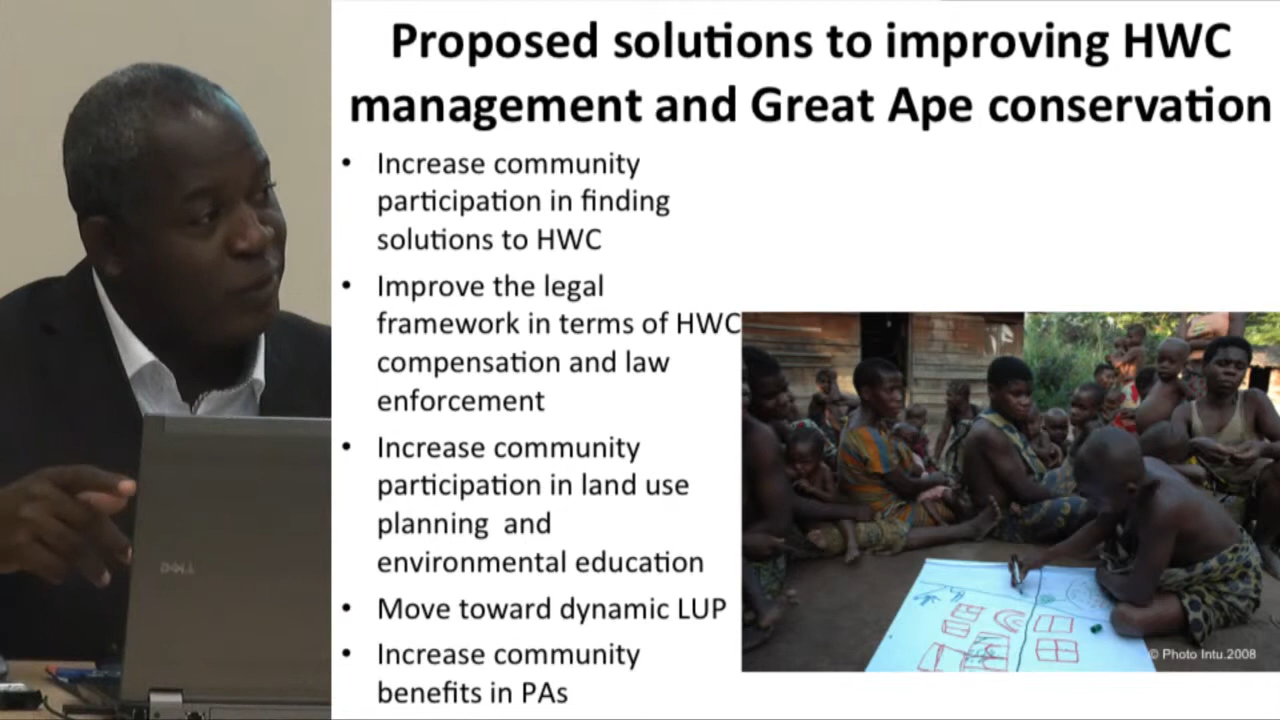 Proposed solutions to improving HWC
management and Great Ape conservation
• Increase community
participation in finding
solutions to HWC
• Improve the legal
framework in terms of HWC
compensation and law
enforcement
• Increase community
participation in land use
planning and
environmental education
• Move toward dynamic LUP
• Increase community
benefits in PAs
© Photo Intu.2008
DELL